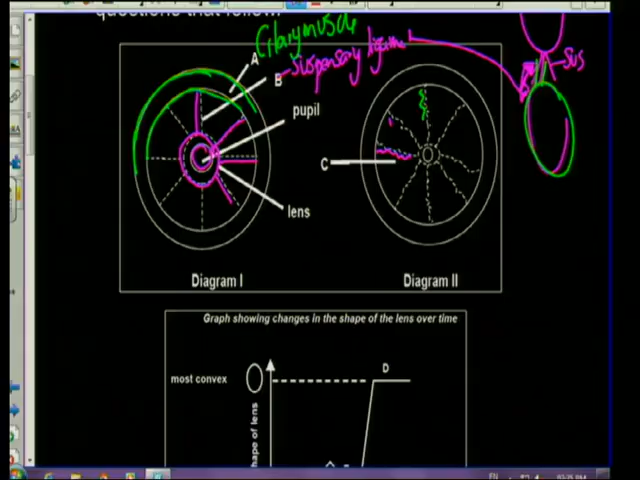 questions that follow.
Ciliary muscle
A
B
Suspensory ligament
Sus
pupil
C
lens
Diagram I
Diagram II
Graph showing changes in the shape of the lens over time
most convex
D
shape of lens
EN